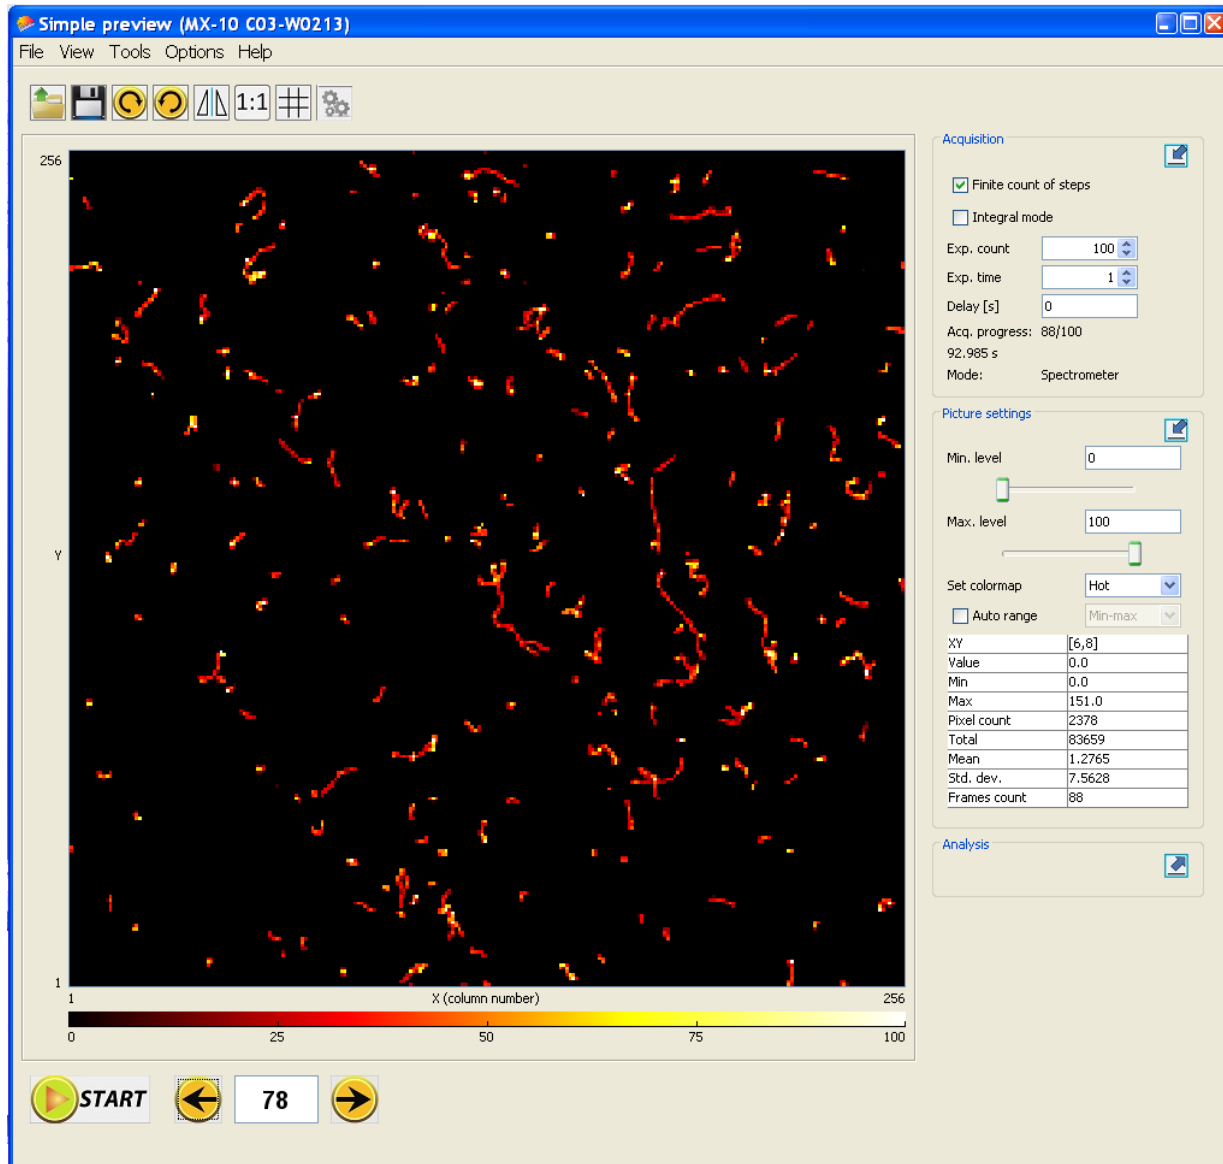 Simple preview (MX-10 C03-W0213)
File View Tools Options Help
1:1
256
Y
1
1 X (column number) 256
0 25 50 75 100
START 78
Acquisition
Finite count of steps
Integral mode
Exp. count 100
Exp. time 1
Delay [s] 0
Acq. progress: 88/100
92.985 s
Mode: Spectrometer
Picture settings
Min. level 0
Max. level 100
Set colormap Hot
Auto range Min-max
XY [6,8]
Value 0.0
Min 0.0
Max 151.0
Pixel count 2378
Total 83659
Mean 1.2765
Std. dev. 7.5628
Frames count 88
Analysis